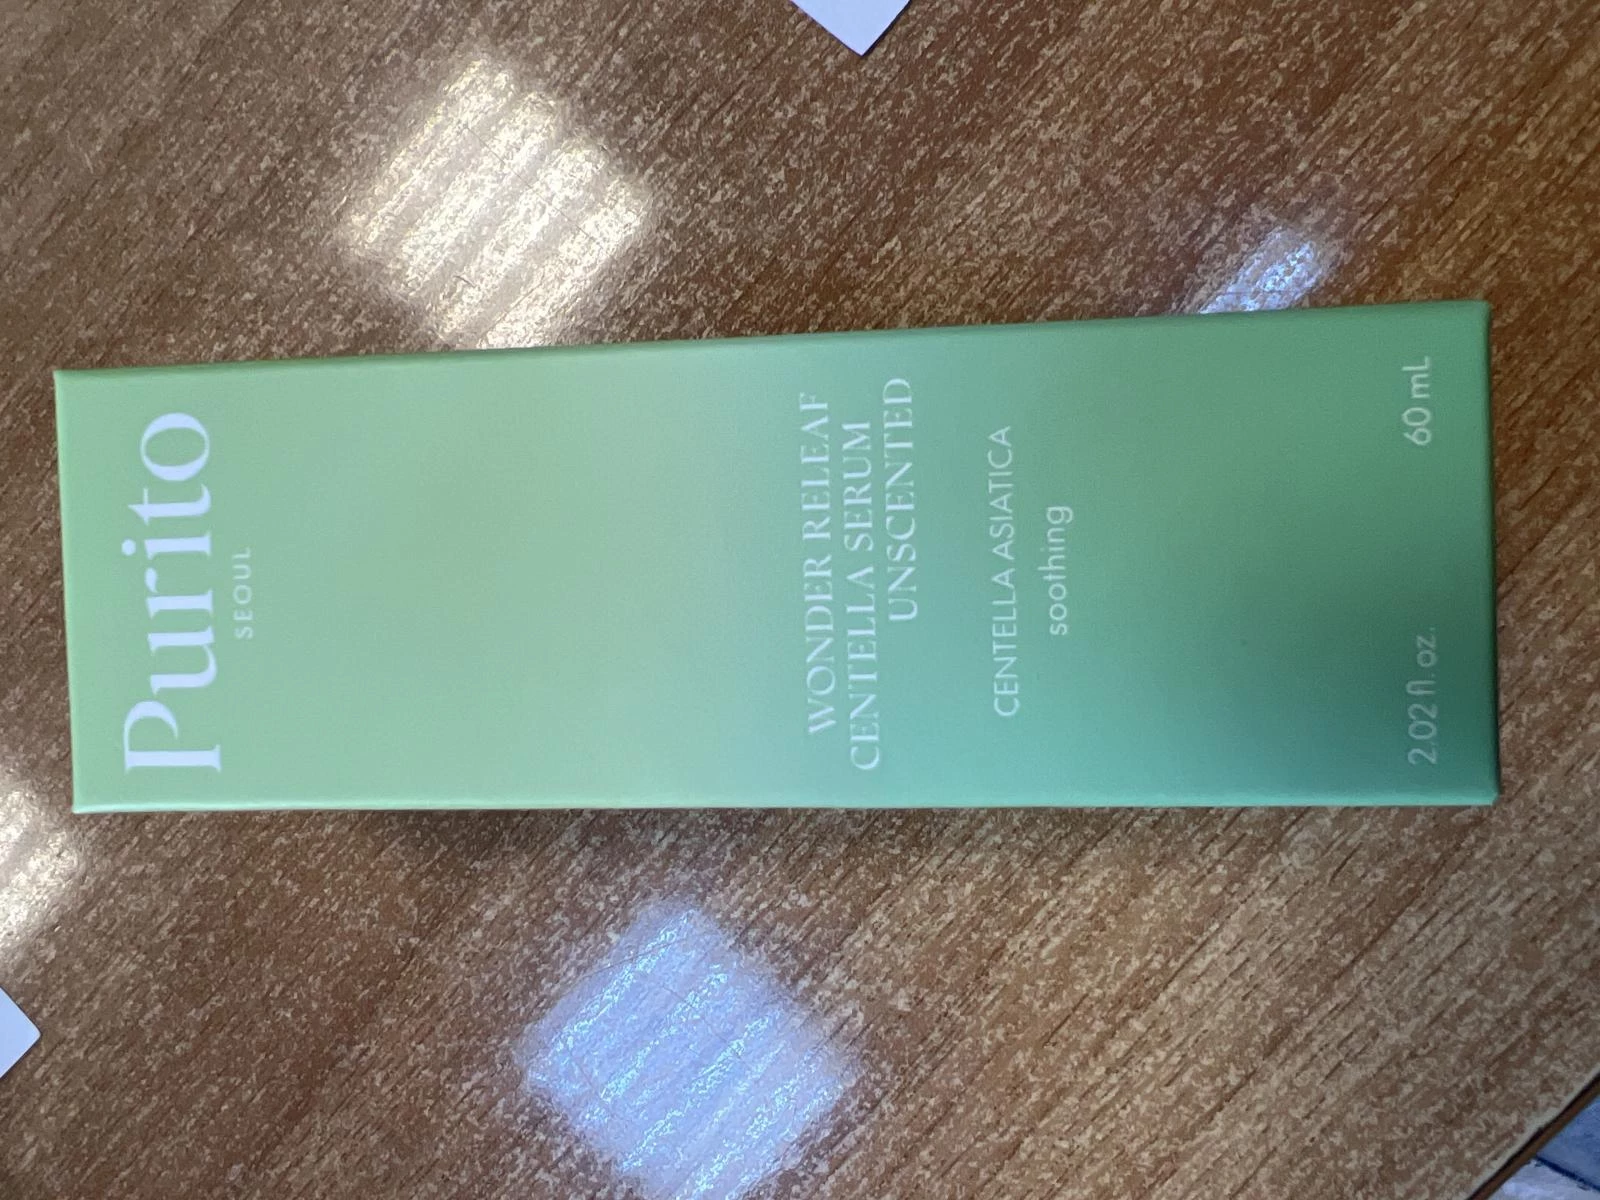 Purito
SEOUL
WONDER RELEAF
CENTELLA SERUM
UNSCENTED
CENTELLA ASIATICA
soothing
2.02 fl. oz.
60 mL